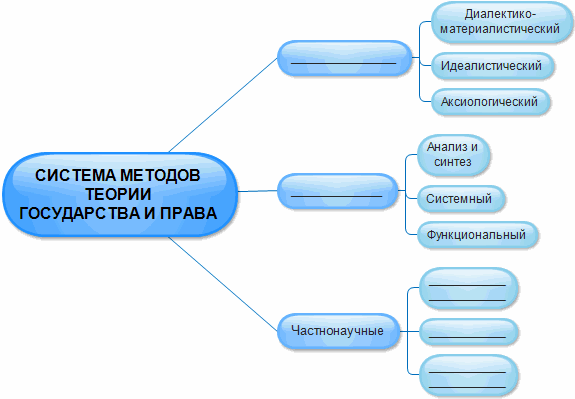 Диалектико-
материалистический
Идеалистический
Аксиологический
Анализ и
синтез
СИСТЕМА МЕТОДОВ
ТЕОРИИ
ГОСУДАРСТВА И ПРАВА
Системный
Функциональный
Частнонаучные